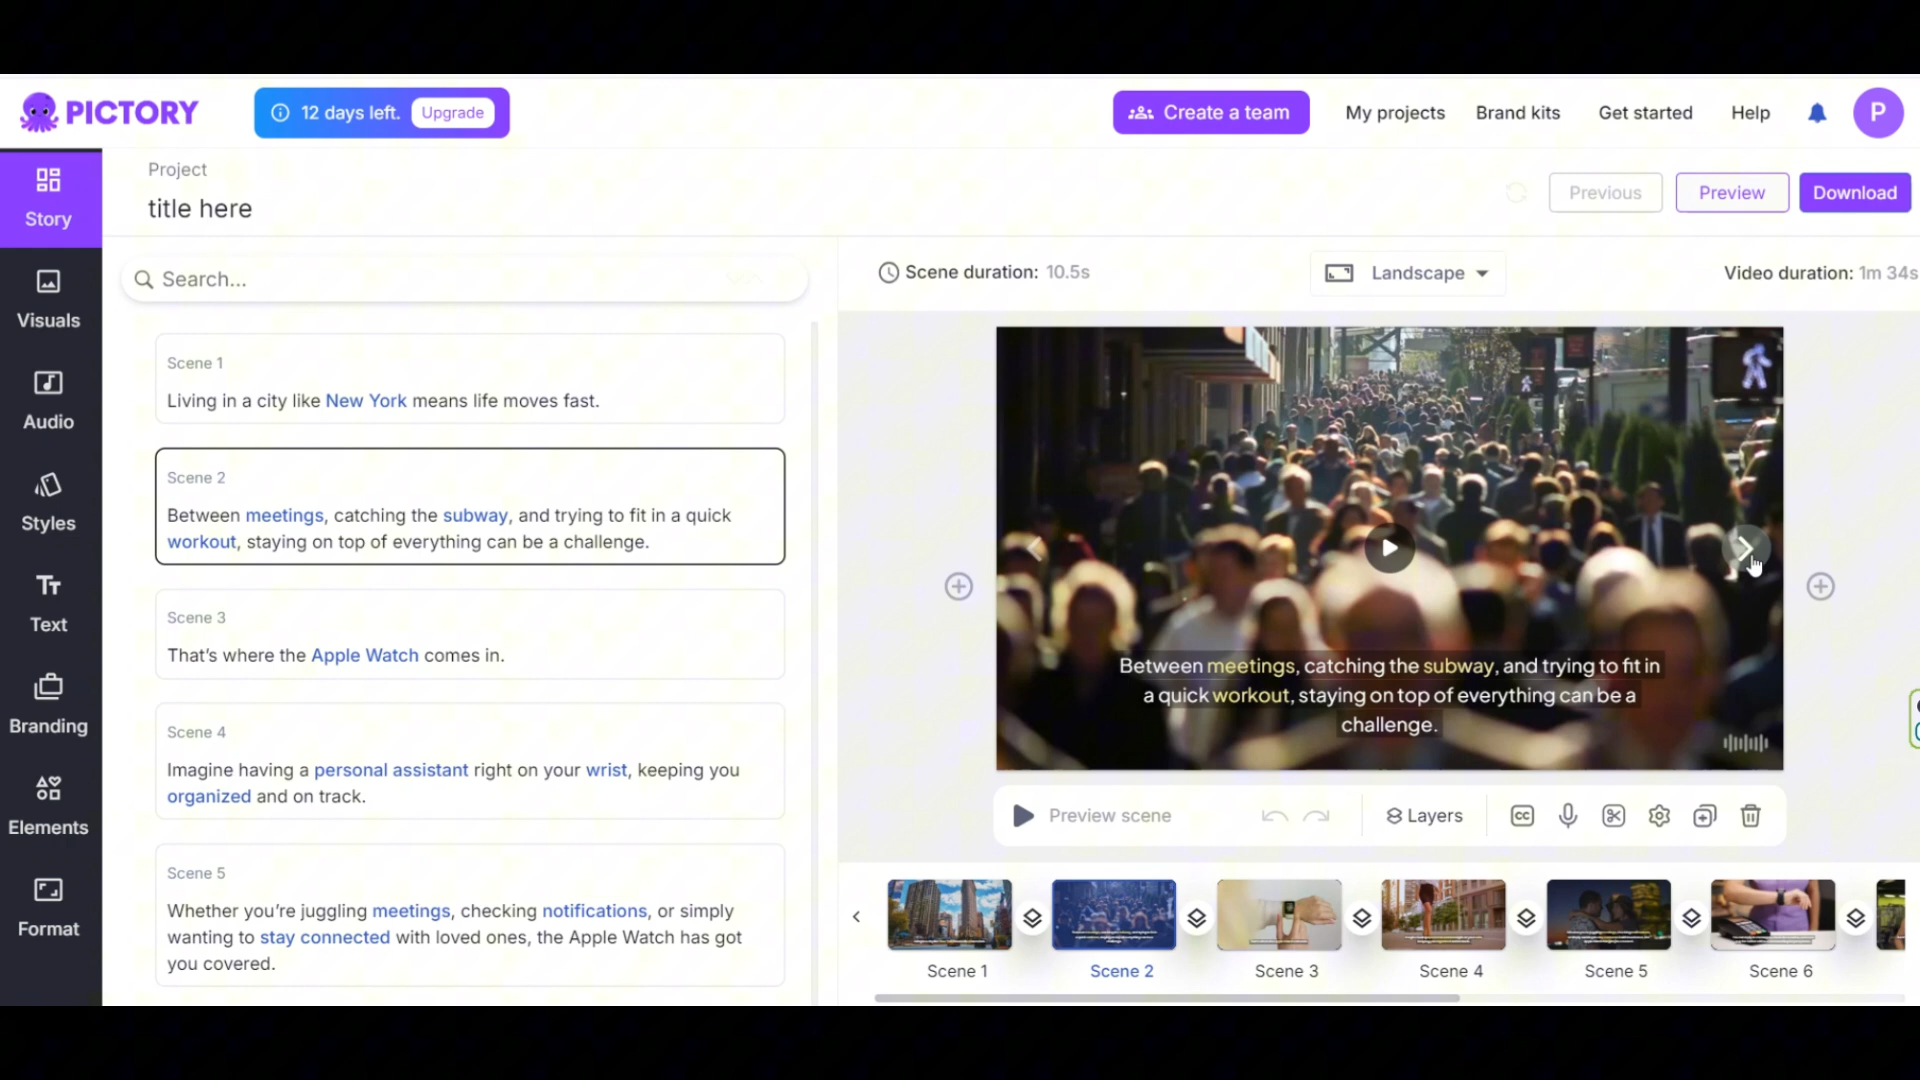 PICTORY
12 days left. Upgrade
Create a team
My projects
Brand kits
Get started
Help
P
Story
Visuals
Audio
Styles
Text
Branding
Elements
Format
Project
title here
Previous
Preview
Download
Search...
Scene 1
Living in a city like New York means life moves fast.
Scene 2
Between meetings, catching the subway, and trying to fit in a quick
workout, staying on top of everything can be a challenge.
Scene 3
That's where the Apple Watch comes in.
Scene 4
Imagine having a personal assistant right on your wrist, keeping you
organized and on track.
Scene 5
Whether you're juggling meetings, checking notifications, or simply
wanting to stay connected with loved ones, the Apple Watch has got
you covered.
Scene duration: 10.5s
Landscape
Video duration: 1m 34s
Between meetings, catching the subway, and trying to fit in
a quick workout, staying on top of everything can be a
challenge.
Preview scene
Layers
CC
Scene 1
Scene 2
Scene 3
Scene 4
Scene 5
Scene 6